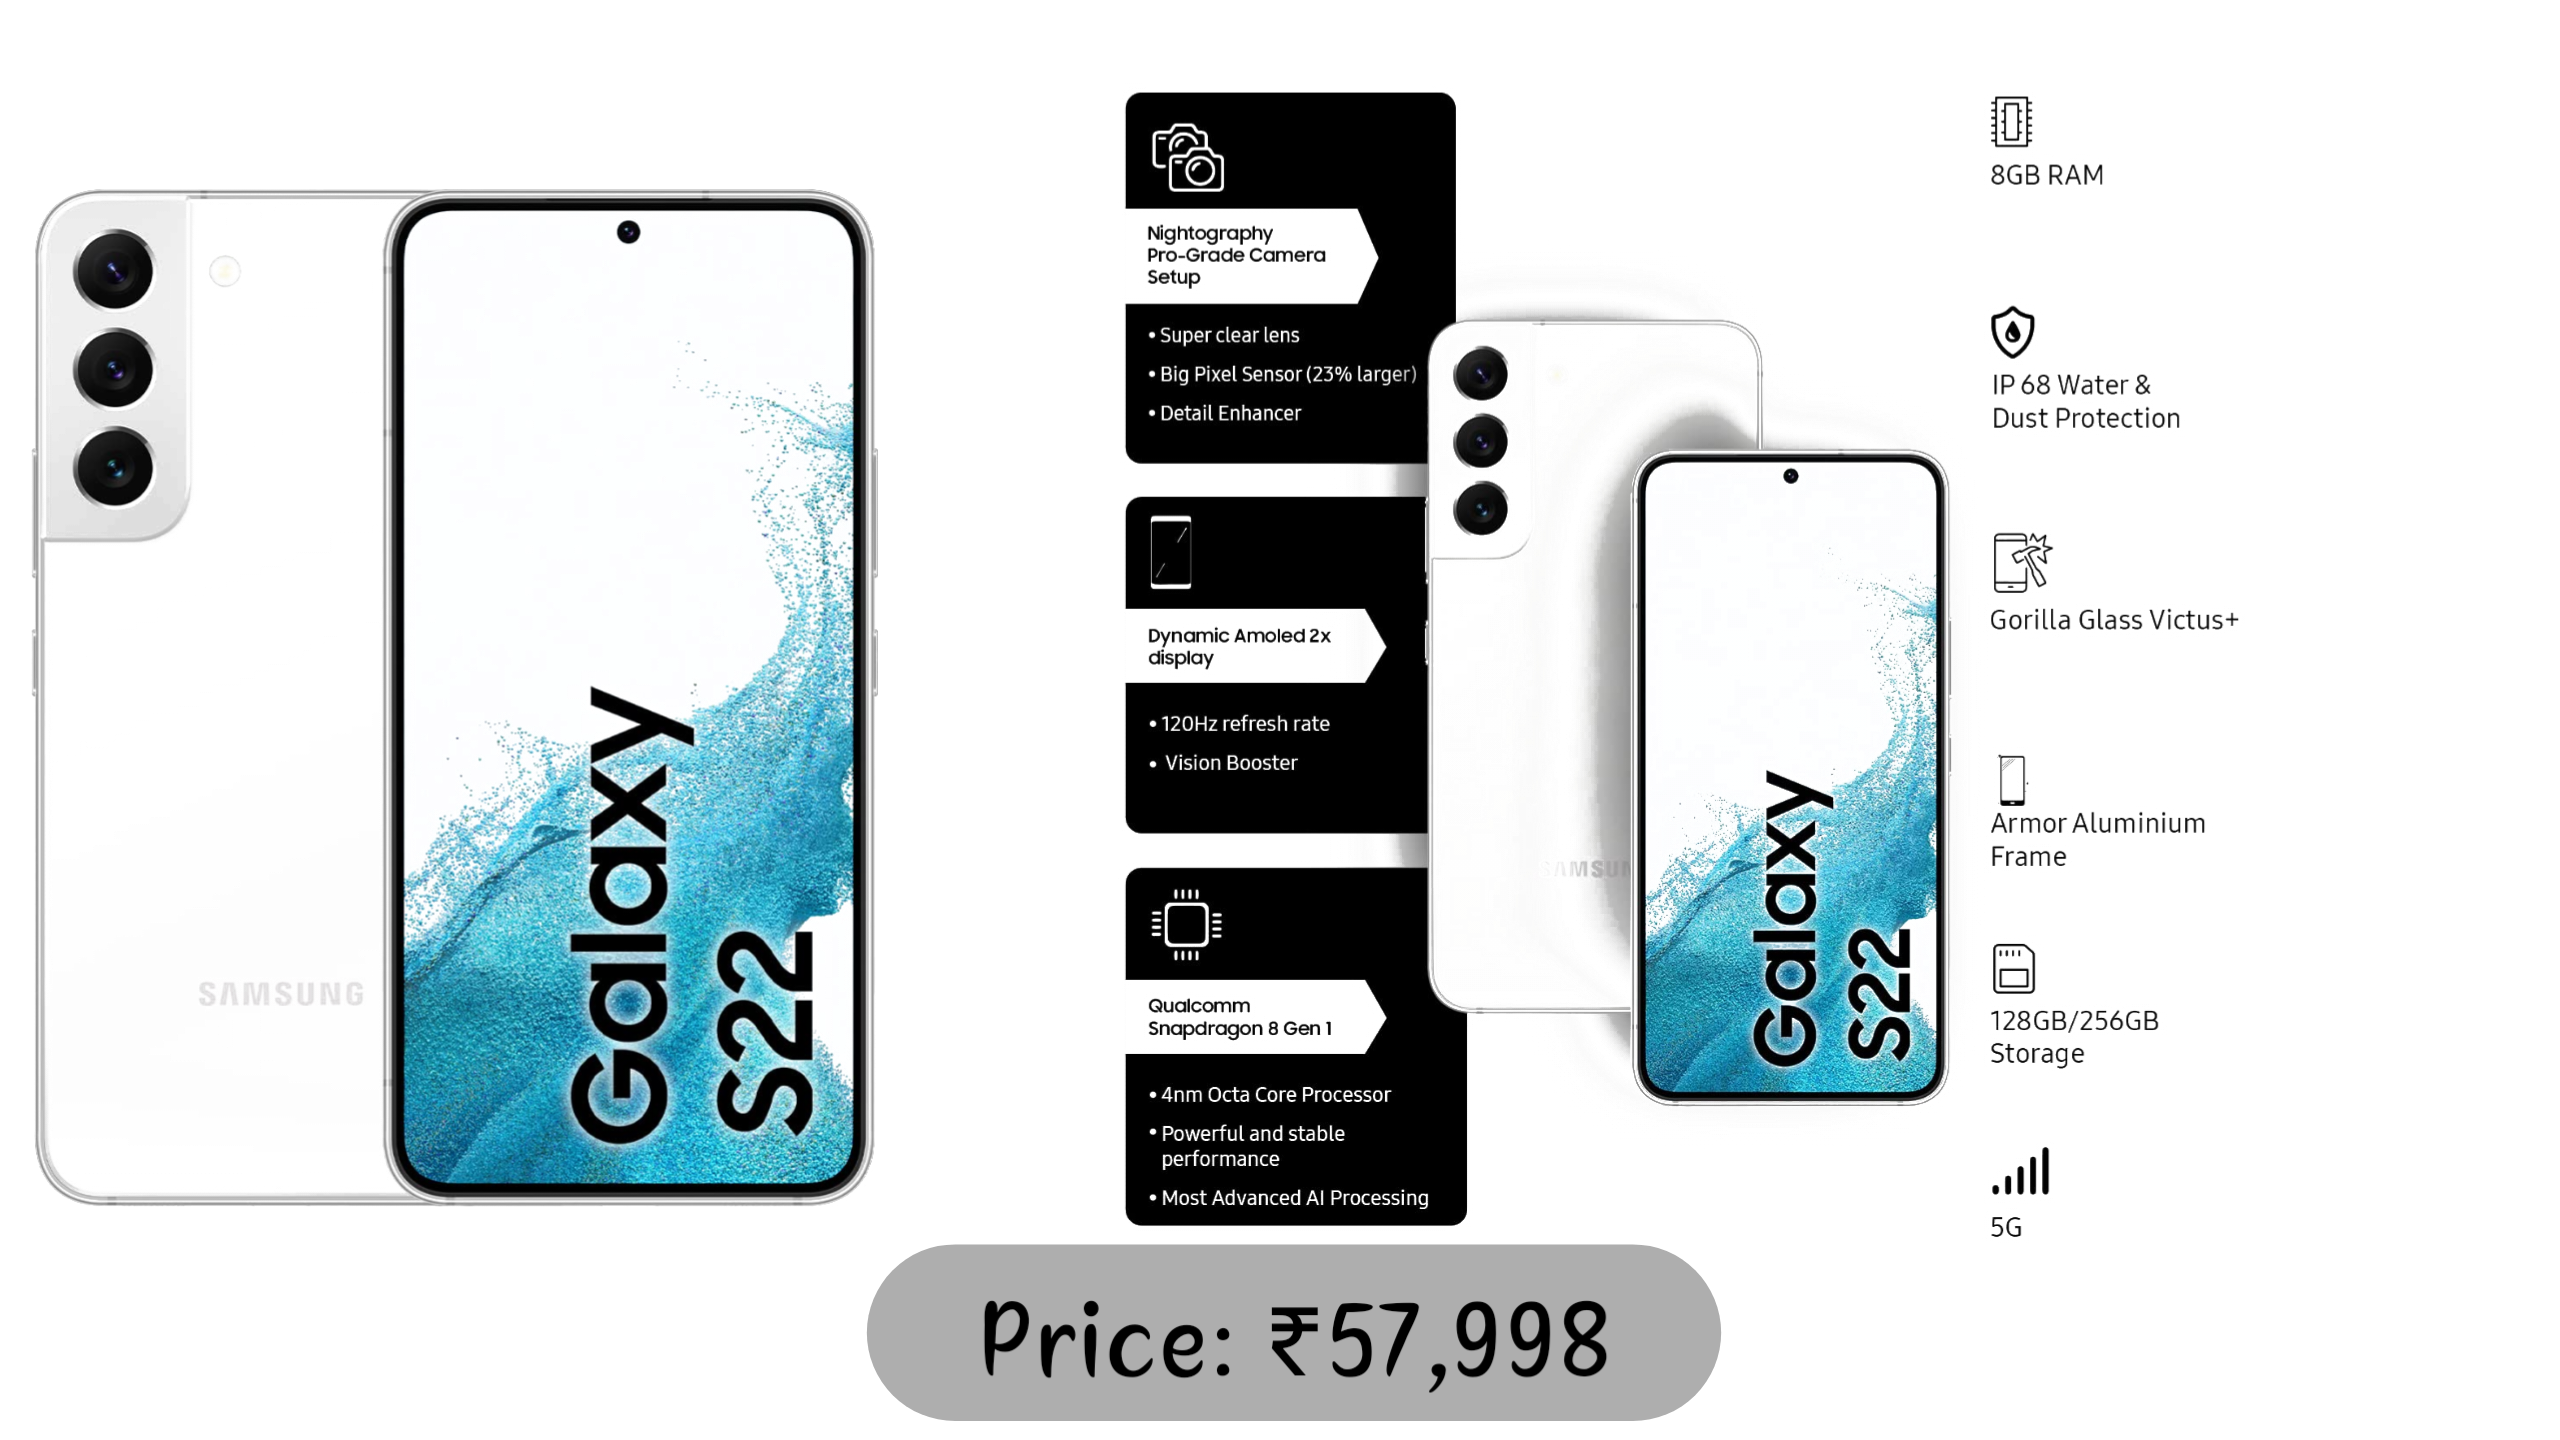 SAMSUNG
Galaxy
S22
Nightography
Pro-Grade Camera
Setup
• Super clear lens
• Big Pixel Sensor (23% larger)
• Detail Enhancer
Dynamic Amoled 2x
display
• 120Hz refresh rate
• Vision Booster
Qualcomm
Snapdragon 8 Gen 1
• 4nm Octa Core Processor
• Powerful and stable
performance
• Most Advanced AI Processing
SAMSUN
Galaxy
S22
8GB RAM
IP 68 Water &
Dust Protection
Gorilla Glass Victus+
Armor Aluminium
Frame
128GB/256GB
Storage
5G
Price: ₹57,998